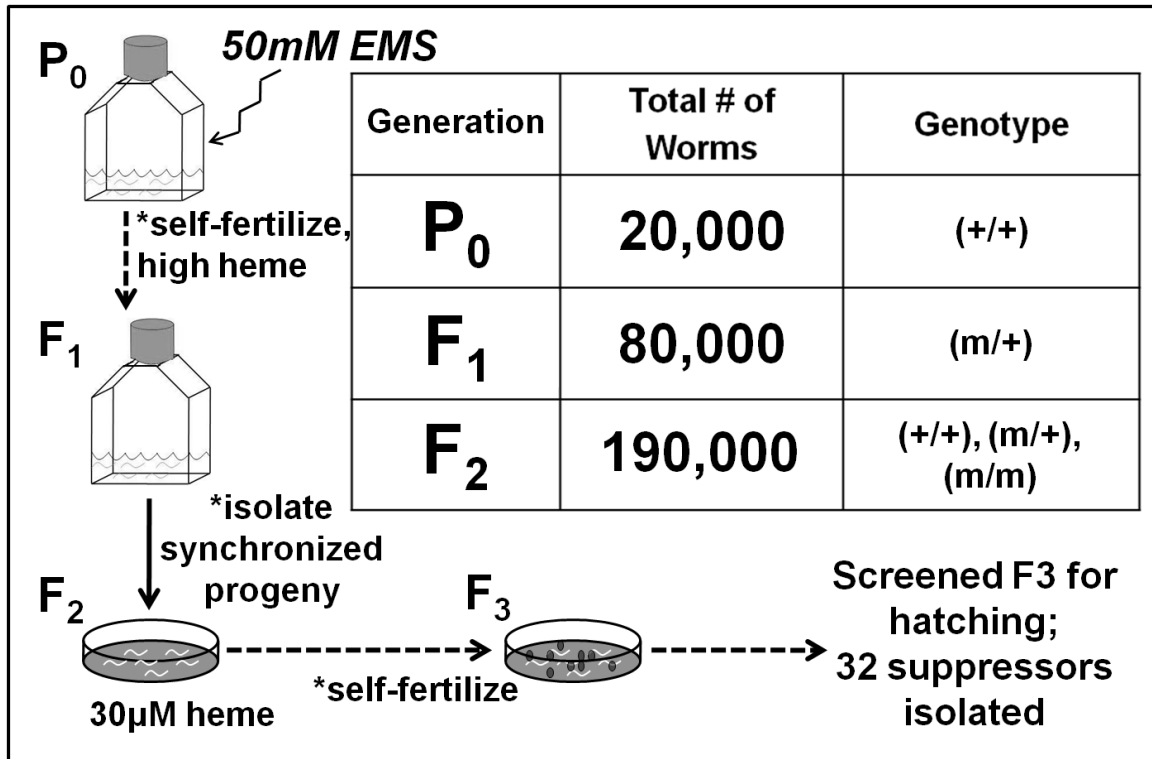 P0
50mM EMS
*self-fertilize,
high heme
F1
*isolate
synchronized
progeny
F2
30µM heme
*self-fertilize
F3
Screened F3 for
hatching;
32 suppressors
isolated
Generation
Total # of
Worms
Genotype
P0
20,000
(+/+)
F1
80,000
(m/+)
F2
190,000
(+/+), (m/+),
(m/m)